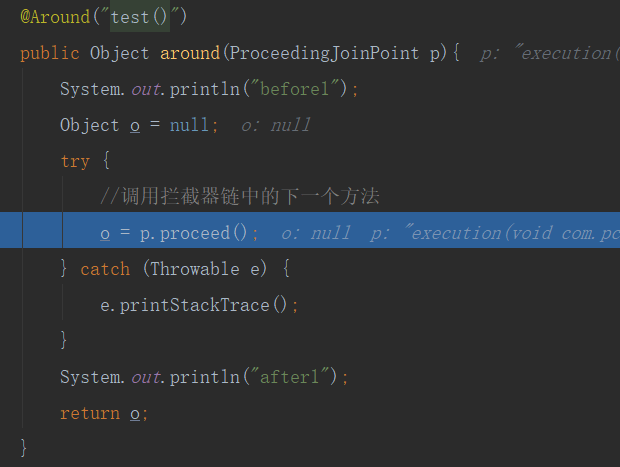 @Around("test()")
public Object around(ProceedingJoinPoint p){ p: "execution(
System.out.println("before1");
Object o = null; o: null
try {
//调用拦截器链中的下一个方法
o = p.proceed(); o: null p: "execution(void com.pc
} catch (Throwable e) {
e.printStackTrace();
}
System.out.println("after1");
return o;
}